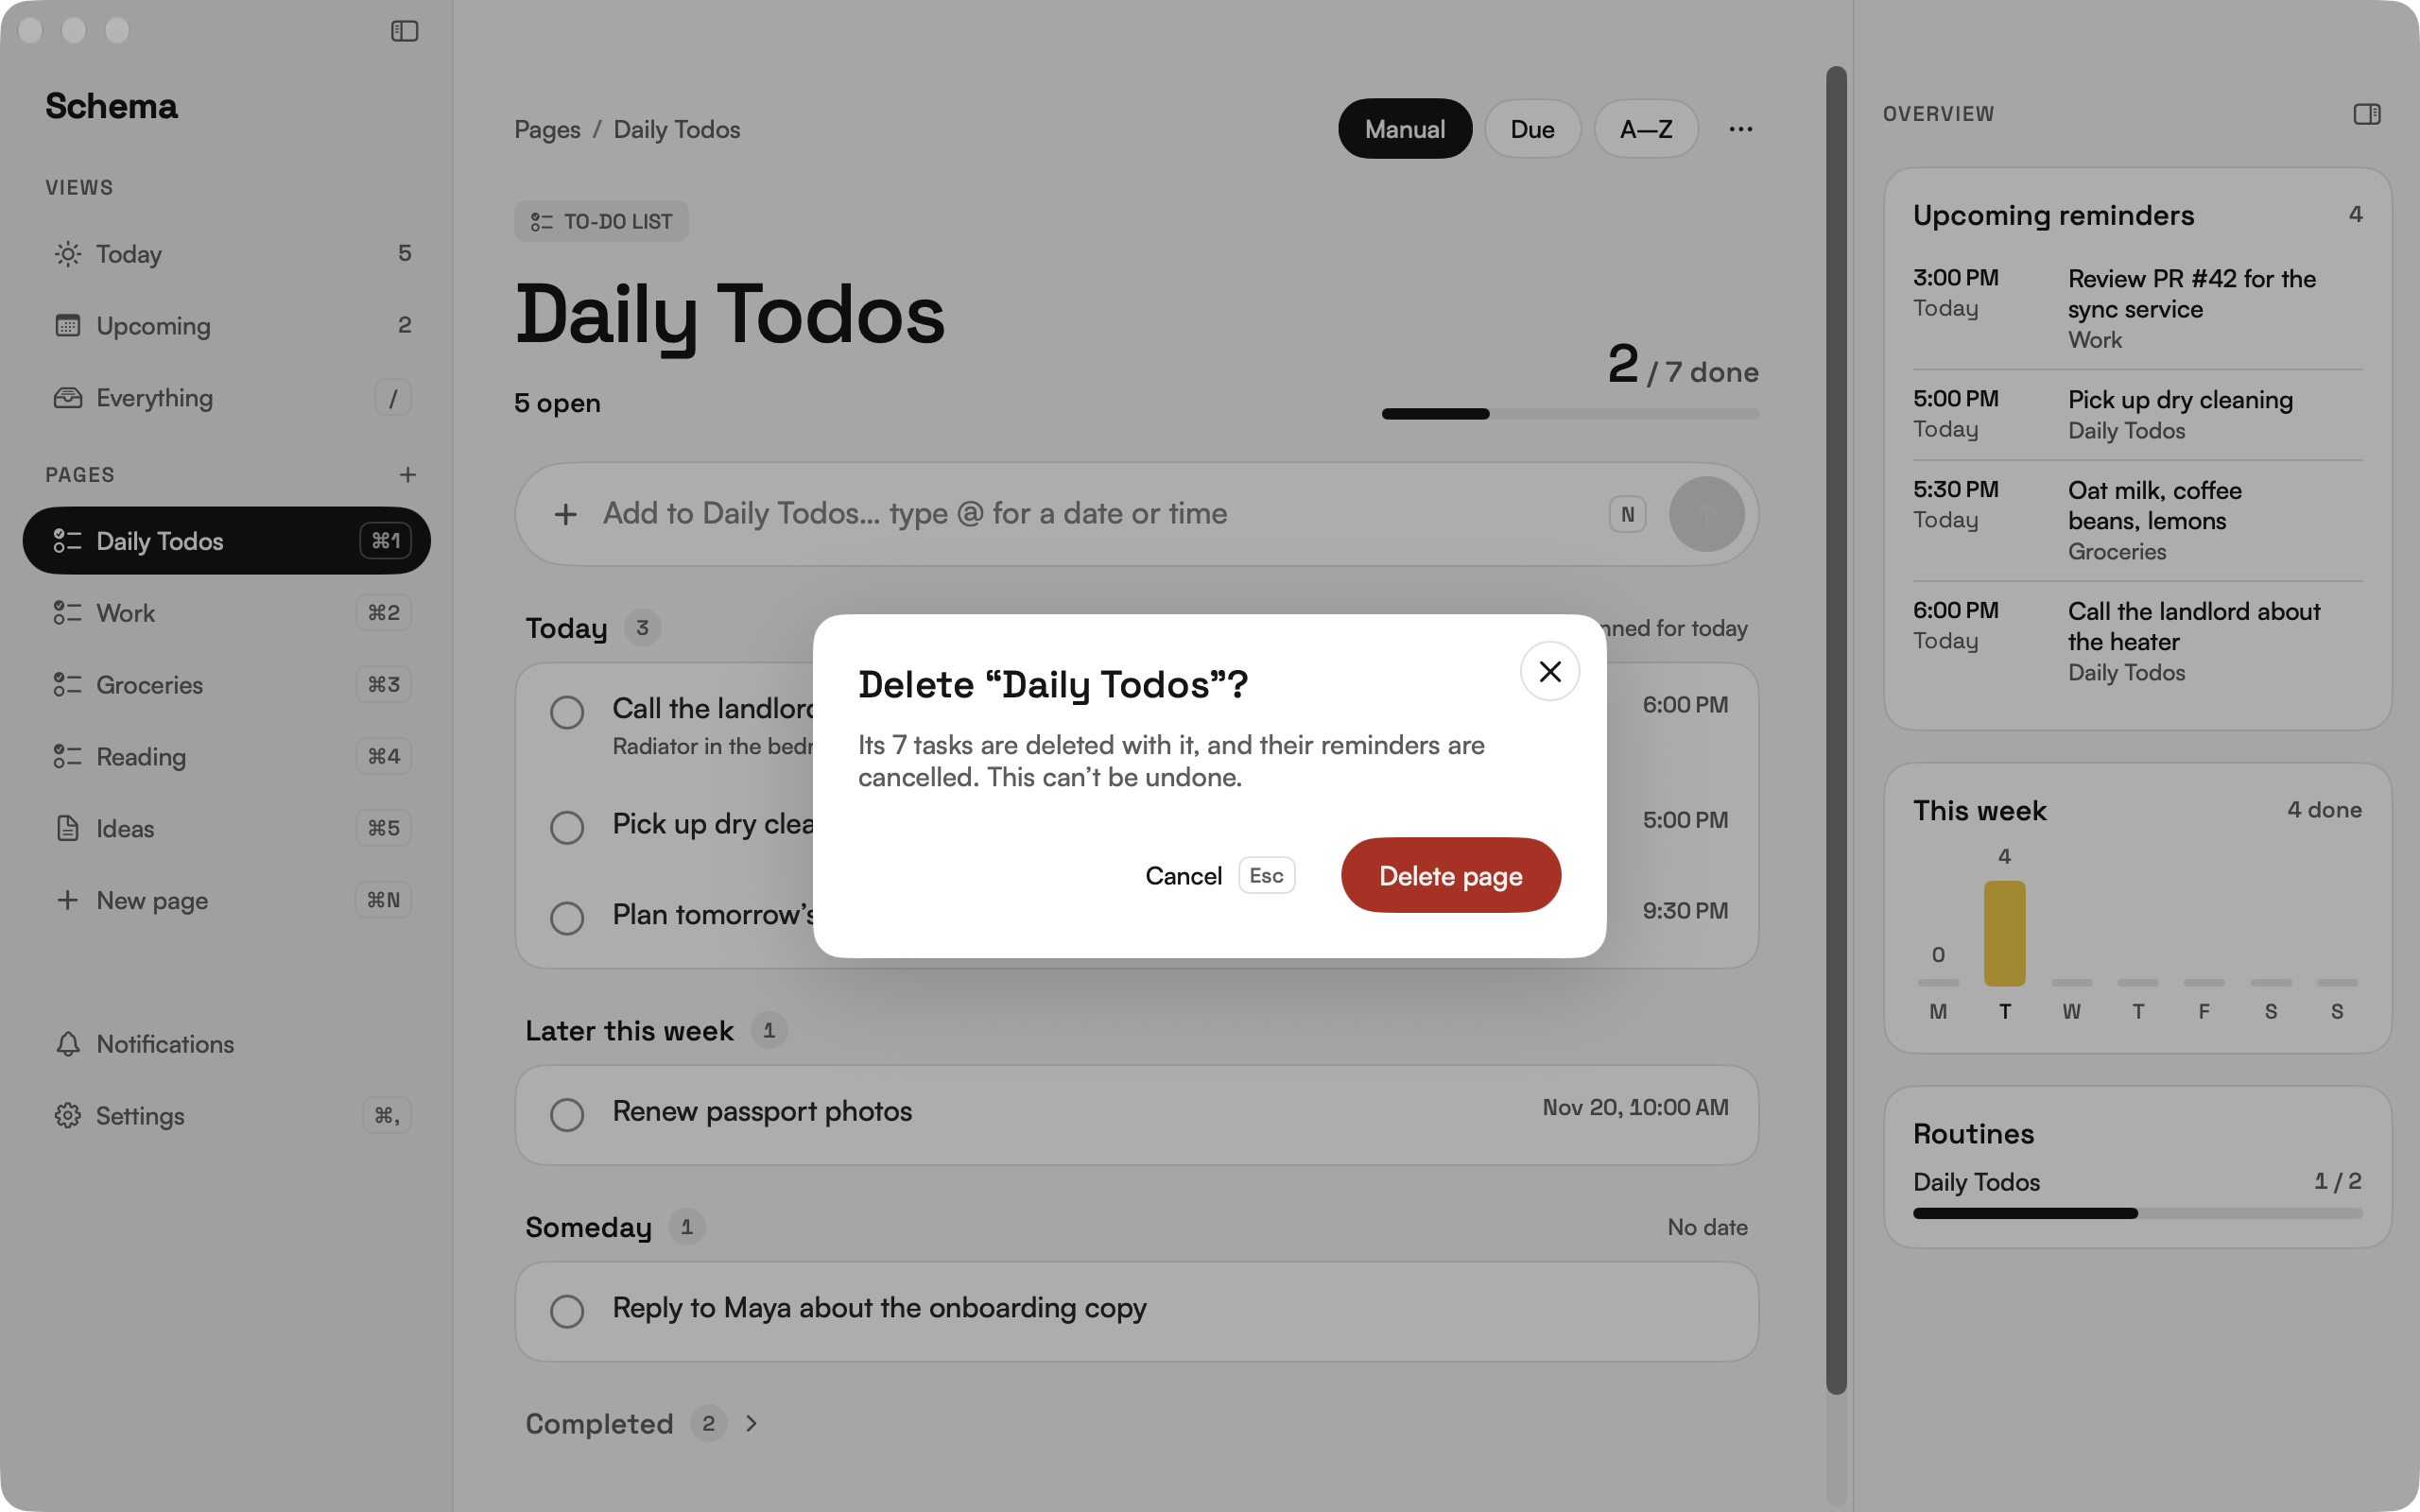 Schema
VIEWS
Today 5
Upcoming 2
Everything /
PAGES
Daily Todos ⌘1
Work ⌘2
Groceries ⌘3
Reading ⌘4
Ideas ⌘5
New page ⌘N
Notifications
Settings ⌘,
Pages / Daily Todos
Manual Due A—Z
TO-DO LIST
Daily Todos
5 open
2 / 7 done
Add to Daily Todos... type @ for a date or time N
Today 3
for today
Call the
6:00 PM
Radiator in the
Pick up dry
5:00 PM
Plan tomorrow’s
9:30 PM
Delete “Daily Todos”?
Its 7 tasks are deleted with it, and their reminders are
cancelled. This can’t be undone.
Cancel Esc Delete page
Later this week 1
Renew passport photos Nov 20, 10:00 AM
Someday 1 No date
Reply to Maya about the onboarding copy
Completed 2
OVERVIEW
Upcoming reminders 4
3:00 PM Review PR #42 for the
Today sync service
Work
5:00 PM Pick up dry cleaning
Today Daily Todos
5:30 PM Oat milk, coffee
Today beans, lemons
Groceries
6:00 PM Call the landlord about
Today the heater
Daily Todos
This week 4 done
4
0
M T W T F S S
Routines
Daily Todos 1 / 2